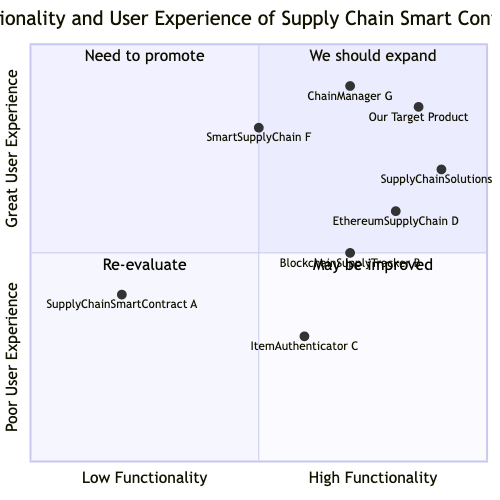 ionality and User Experience of Supply Chain Smart Con
Need to promote
We should expand
ChainManager G
Our Target Product
SmartSupplyChain F
SupplyChainSolutions
EthereumSupplyChain D
BlockchainSupplyTracker B
Re-evaluate
May be improved
SupplyChainSmartContract A
ItemAuthenticator C
Great User Experience
Poor User Experience
Low Functionality
High Functionality